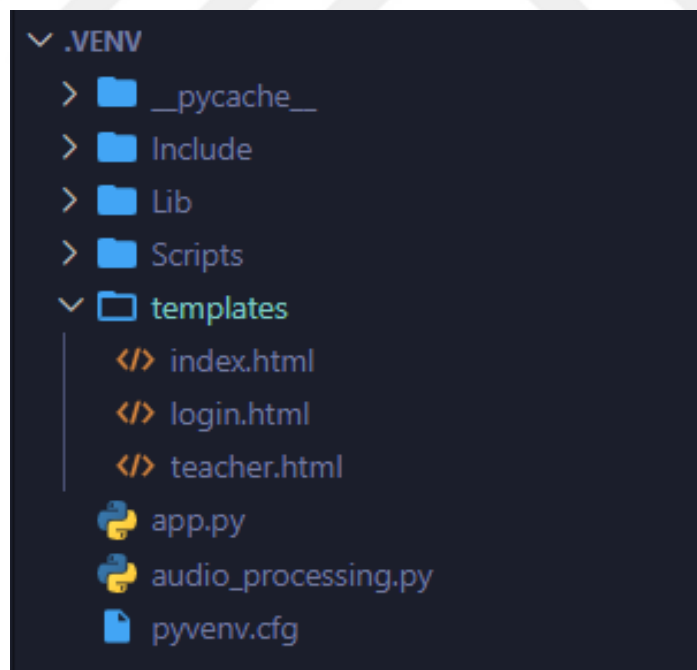 .VENV
__pycache__
Include
Lib
Scripts
templates
index.html
login.html
teacher.html
app.py
audio_processing.py
pyvenv.cfg